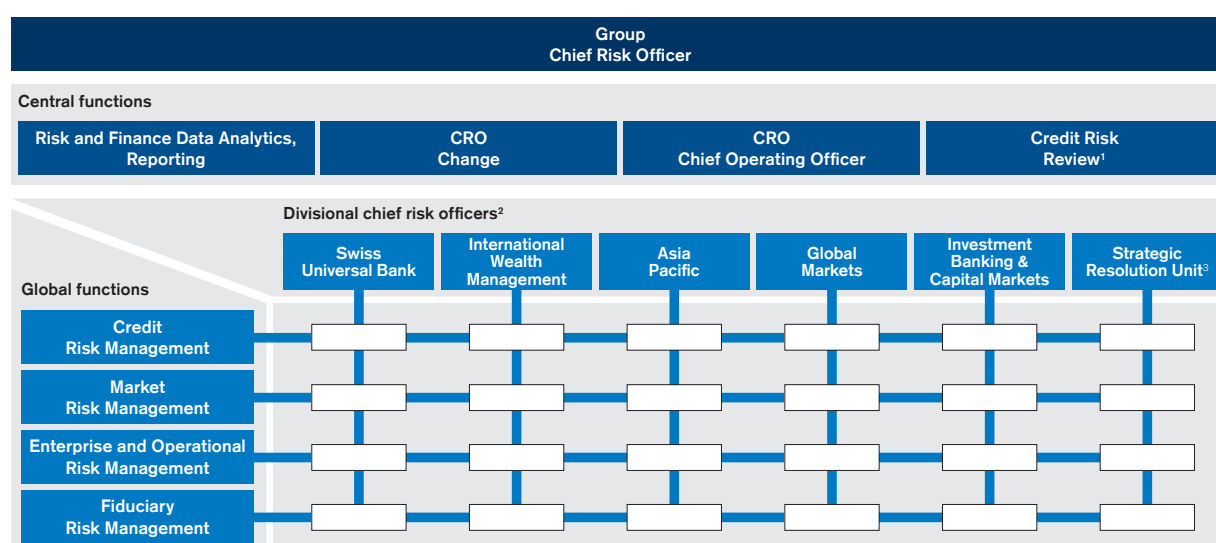 Group
Chief Risk Officer
Central functions
Risk and Finance Data Analytics,
Reporting
CRO
Change
CRO
Chief Operating Officer
Credit Risk
Review¹
Divisional chief risk officers²
Swiss
Universal Bank
International
Wealth
Management
Asia
Pacific
Global
Markets
Investment
Banking &
Capital Markets
Strategic
Resolution Unit³
Global functions
Credit
Risk Management
Market
Risk Management
Enterprise and Operational
Risk Management
Fiduciary
Risk Management